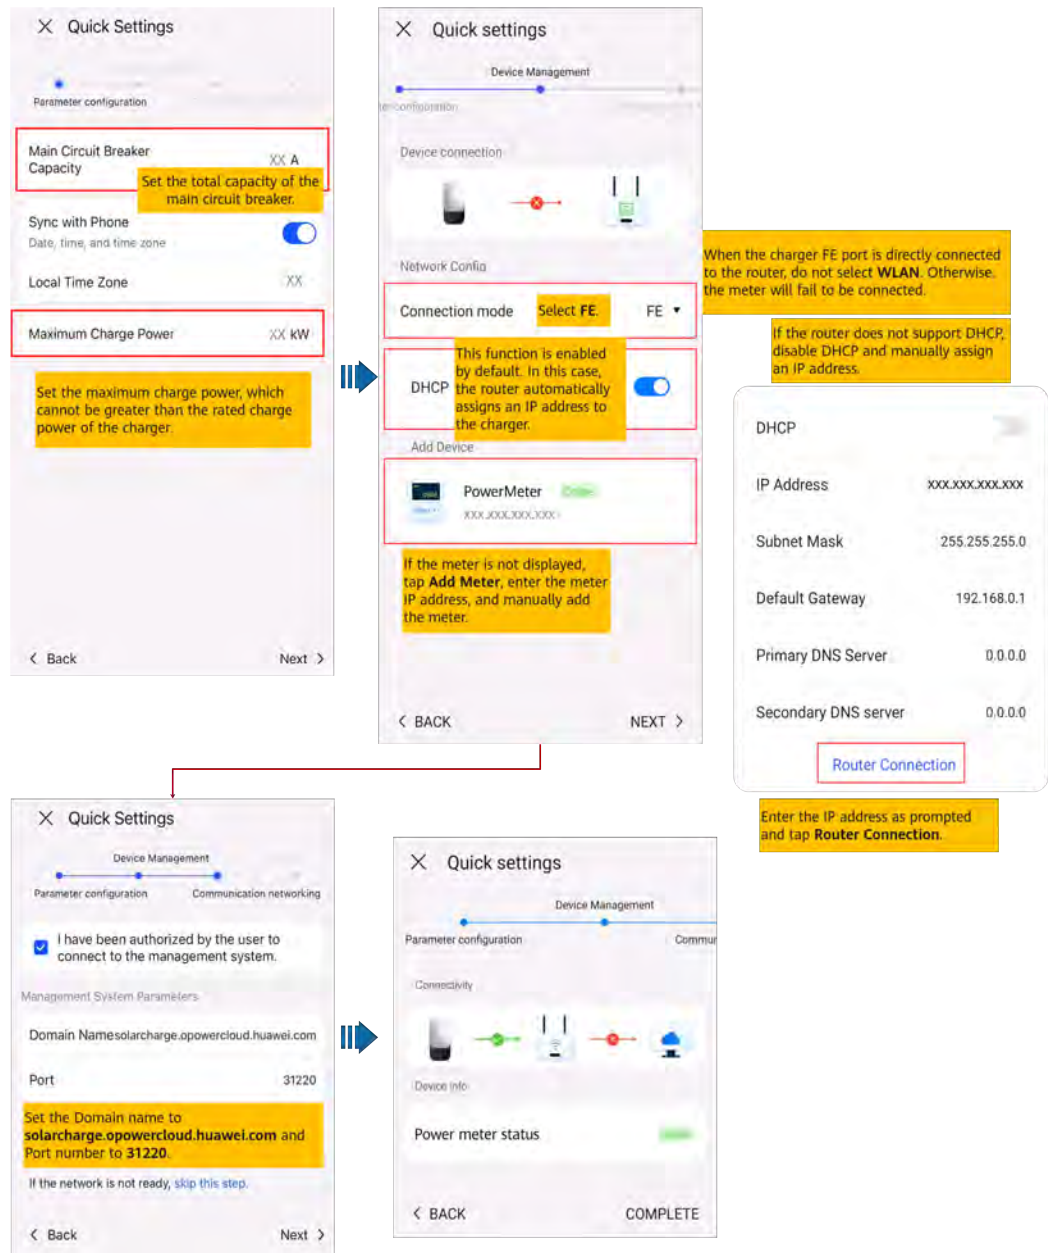 Quick Settings
Parameter configuration
Main Circuit Breaker
Capacity
XX A
Set the total capacity of the
main circuit breaker.
Sync with Phone
Date, time, and time zone
Local Time Zone
XX
Maximum Charge Power
XX kW
Set the maximum charge power, which
cannot be greater than the rated charge
power of the charger.
Back
Next
Quick settings
Device Management
configuration
Device connection
Network Config
Connection mode
Select FE.
FE
DHCP
This function is enabled
by default. In this case,
the router automatically
assigns an IP address to
the charger.
Add Device
PowerMeter
XXX.XXX.XXX.XXX
If the meter is not displayed,
tap Add Meter, enter the meter
IP address, and manually add
the meter.
BACK
NEXT
When the charger FE port is directly connected
to the router, do not select WLAN. Otherwise,
the meter will fail to be connected.
If the router does not support DHCP,
disable DHCP and manually assign
an IP address.
DHCP
IP Address
XXX.XXX.XXX.XXX
Subnet Mask
255.255.255.0
Default Gateway
192.168.0.1
Primary DNS Server
0.0.0.0
Secondary DNS server
0.0.0.0
Router Connection
Enter the IP address as prompted
and tap Router Connection.
Quick Settings
Device Management
Parameter configuration
Communication networking
I have been authorized by the user to
connect to the management system.
Management System Parameters
Domain Name solarcharge.opowercloud.huawei.com
Port
31220
Set the Domain name to
solarcharge.opowercloud.huawei.com and
Port number to 31220.
If the network is not ready, skip this step.
Back
Next
Quick settings
Device Management
Parameter configuration
Commur
Connectivity
Device info
Power meter status
BACK
COMPLETE